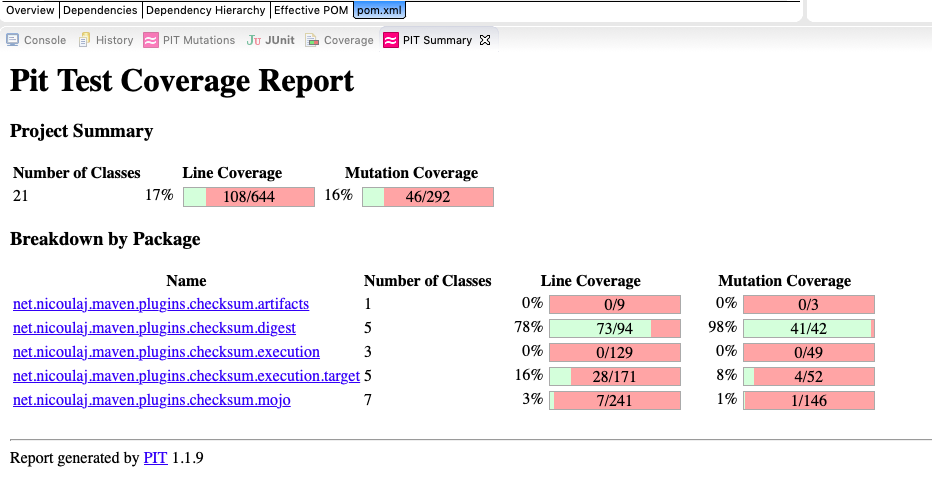 Overview Dependencies Dependency Hierarchy Effective POM pom.xml
Console History PIT Mutations JU JUnit Coverage PIT Summary
Pit Test Coverage Report
Project Summary
Number of Classes Line Coverage Mutation Coverage
21 17% 108/644 16% 46/292
Breakdown by Package
Name Number of Classes Line Coverage Mutation Coverage
net.nicoulaj.maven.plugins.checksum.artifacts 1 0% 0/9 0% 0/3
net.nicoulaj.maven.plugins.checksum.digest 5 78% 73/94 98% 41/42
net.nicoulaj.maven.plugins.checksum.execution 3 0% 0/129 0% 0/49
net.nicoulaj.maven.plugins.checksum.execution.target 5 16% 28/171 8% 4/52
net.nicoulaj.maven.plugins.checksum.mojo 7 3% 7/241 1% 1/146
Report generated by PIT 1.1.9